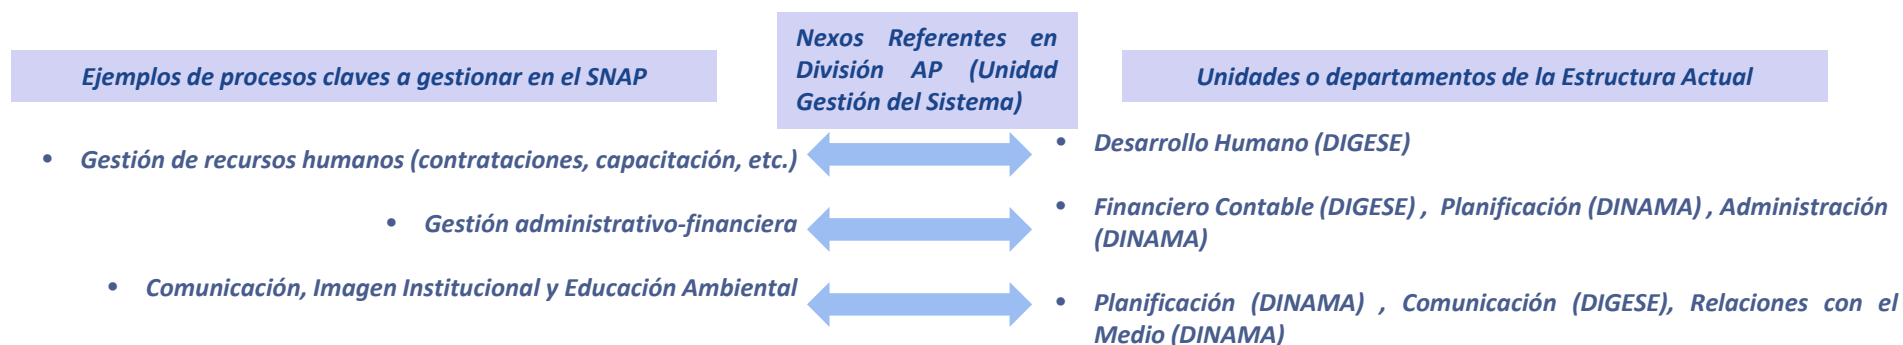 Ejemplos de procesos claves a gestionar en el SNAP
Nexos Referentes en
División AP (Unidad
Gestión del Sistema)
Unidades o departamentos de la Estructura Actual
• Gestión de recursos humanos (contrataciones, capacitación, etc.)
• Desarrollo Humano (DIGESE)
• Gestión administrativo-financiera
• Financiero Contable (DIGESE) , Planificación (DINAMA) , Administración
(DINAMA)
• Comunicación, Imagen Institucional y Educación Ambiental
• Planificación (DINAMA) , Comunicación (DIGESE), Relaciones con el
Medio (DINAMA)